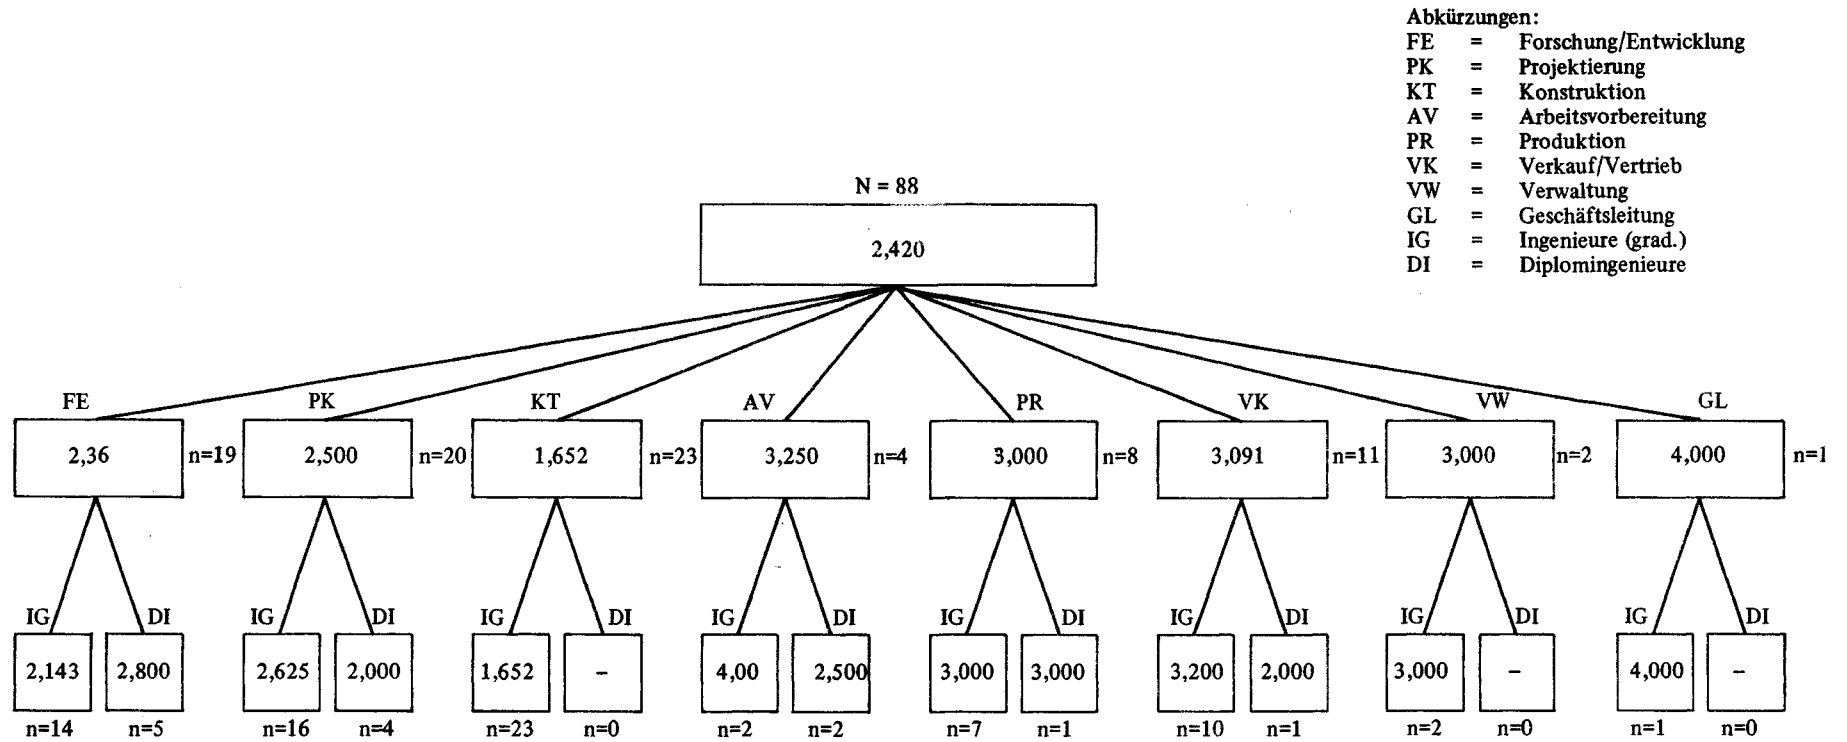 Abkürzungen:
FE = Forschung/Entwicklung
PK = Projektierung
KT = Konstruktion
AV = Arbeitsvorbereitung
PR = Produktion
VK = Verkauf/Vertrieb
VW = Verwaltung
GL = Geschäftsleitung
IG = Ingenieure (grad.)
DI = Diplomingenieure
N = 88
2,420
FE PK KT AV PR VK VW GL
2,36 n=19 2,500 n=20 1,652 n=23 3,250 n=4 3,000 n=8 3,091 n=11 3,000 n=2 4,000 n=1
IG DI IG DI IG DI IG DI IG DI IG DI IG DI IG DI
2,143 2,800 2,625 2,000 1,652 – 4,00 2,500 3,000 3,000 3,200 2,000 3,000 – 4,000 –
n=14 n=5 n=16 n=4 n=23 n=0 n=2 n=2 n=7 n=1 n=10 n=1 n=2 n=0 n=1 n=0